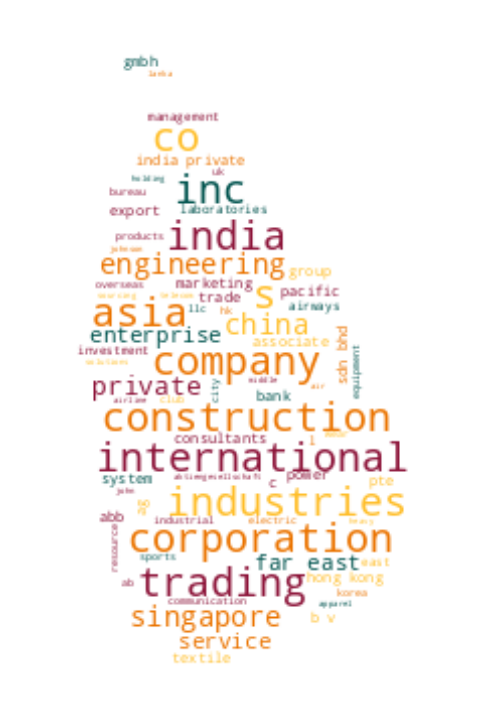 gmbh
lanka
management
co
india private
uk
holding
inc
bureau
laboratories
export
india
products
johnson
engineering
group
overseas
marketing
s
pacific
sourcing
telecom
trade
asia
llc
hk
airways
china
enterprise
associate
sdn bhd
investment
company
equipment
solutions
middle
private
city
air
bank
airline
club
construction
consultants
l
international
system
aktiengesellschaft
power
c
pte
john
industries
abb
industrial
electric
heavy
resource
corporation
sports
far east
east
ab
trading
hong kong
korea
communication
apparel
singapore
b v
service
textile